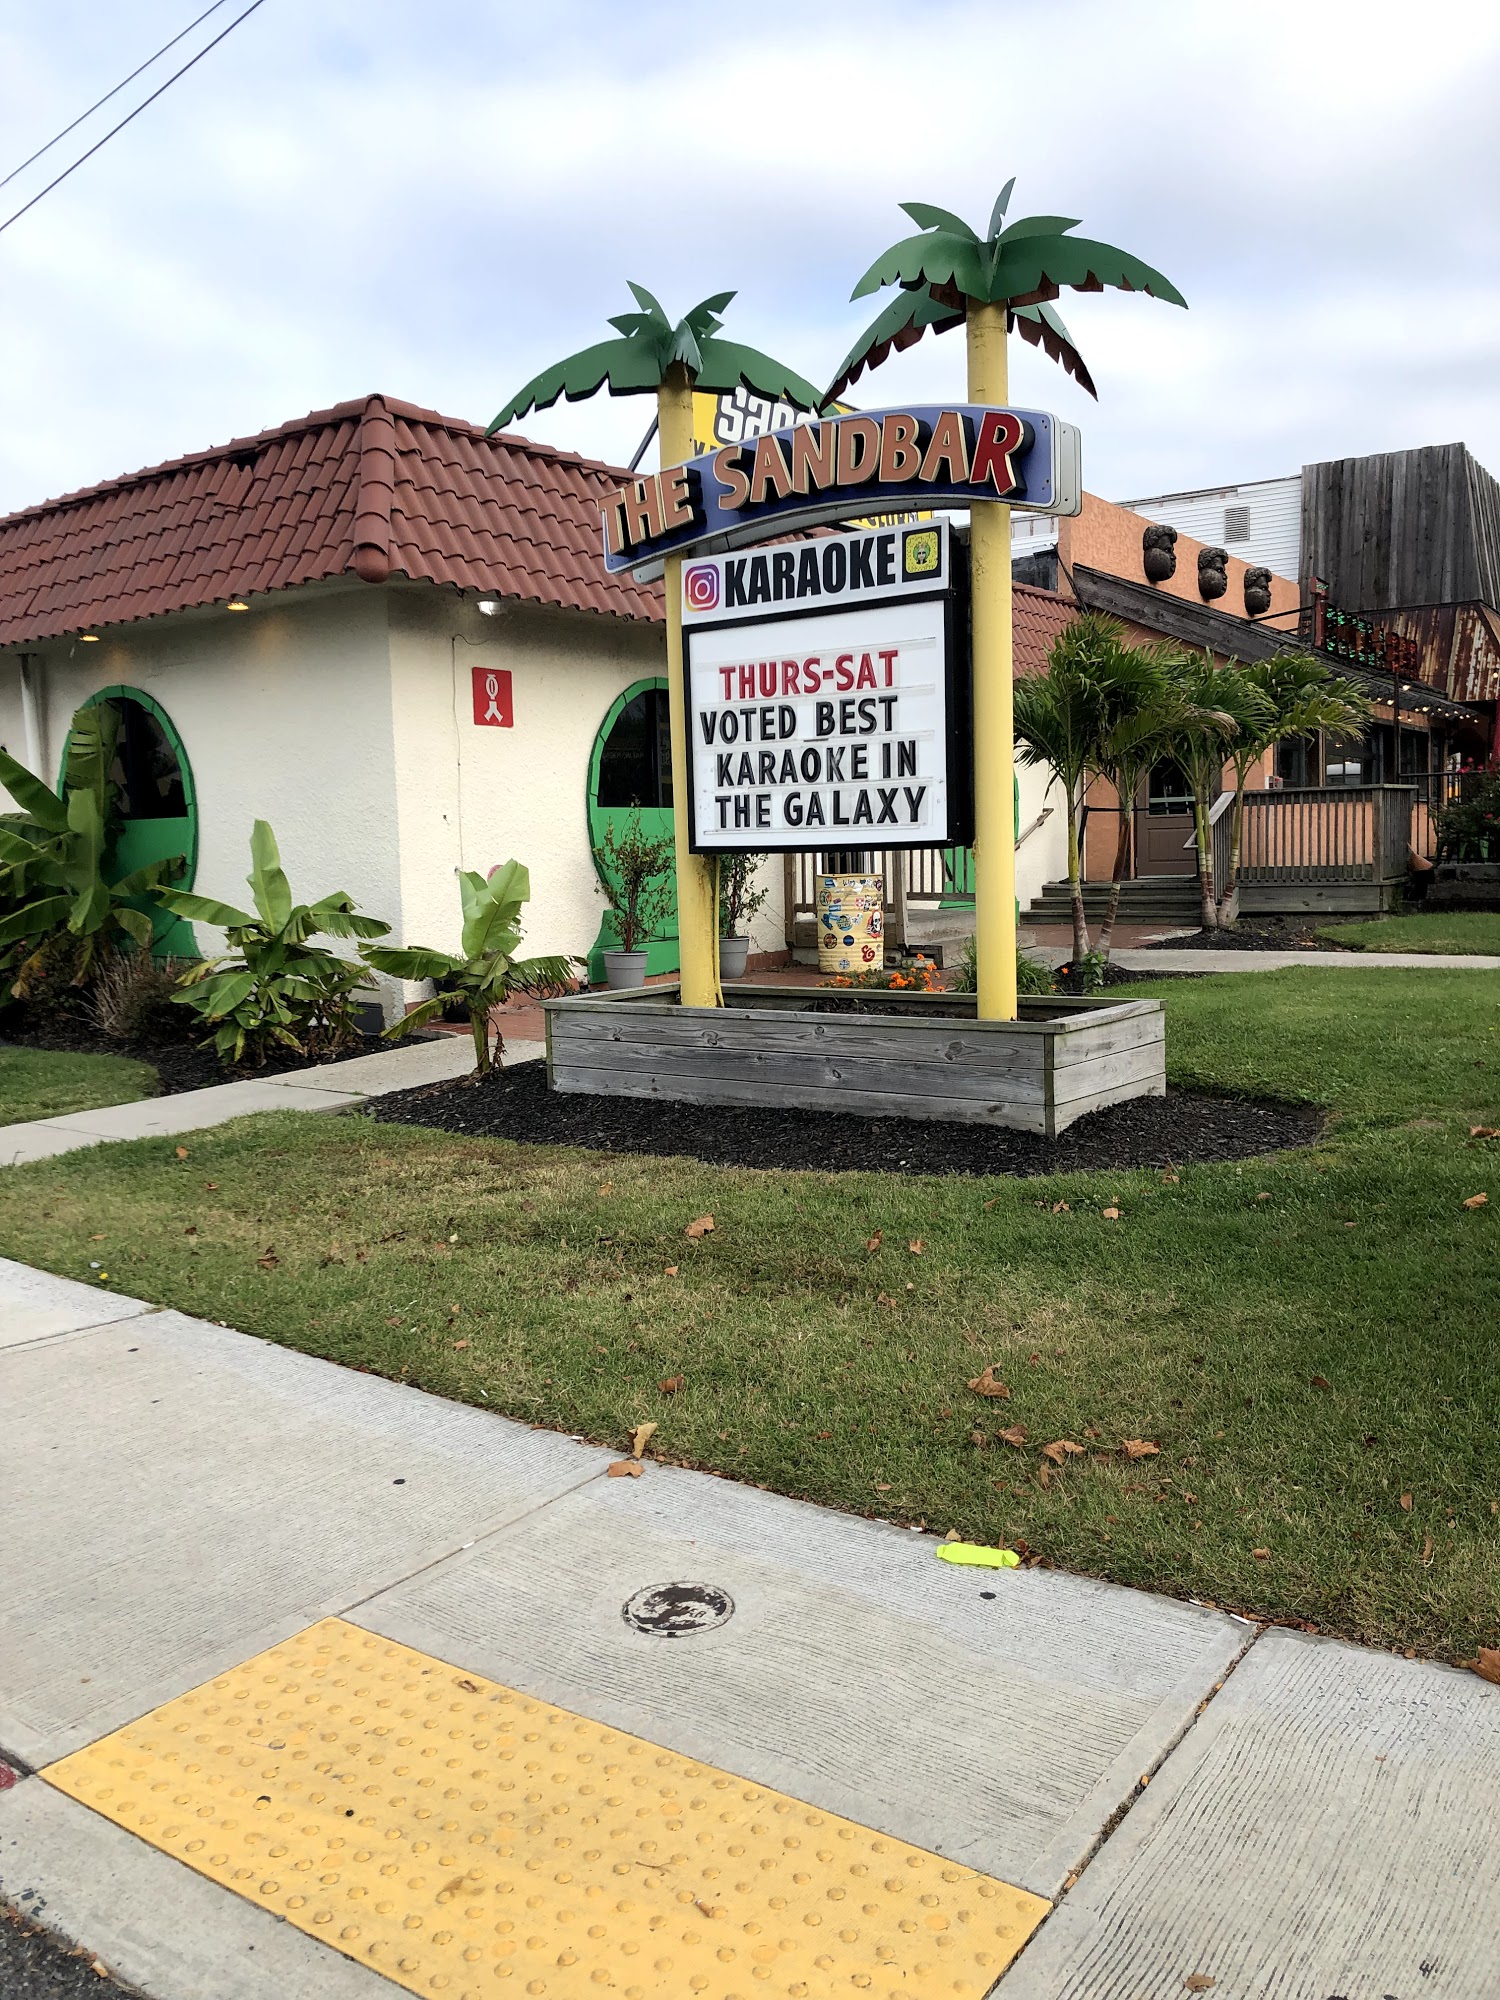 THE SANDBAR
KARAOKE
THURS-SAT
VOTED BEST
KARAOKE IN
THE GALAXY